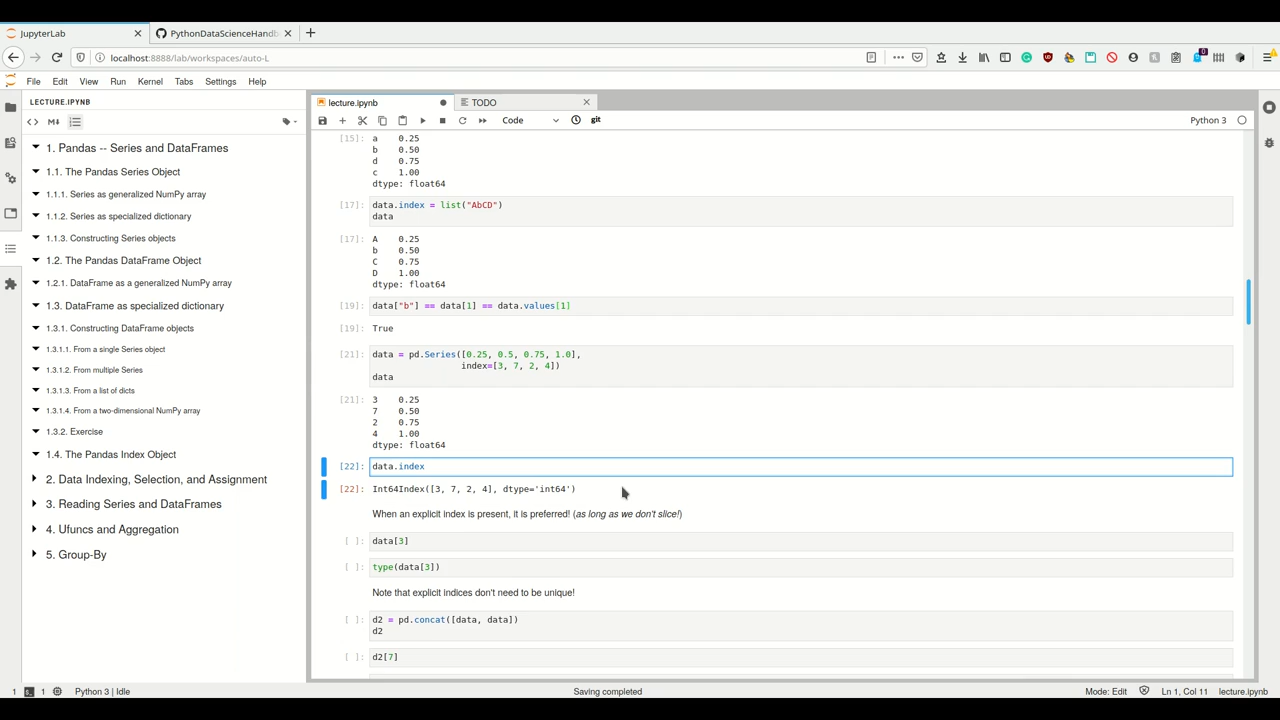 JupyterLab
PythonDataScienceHandb
localhost:8888/lab/workspaces/auto-L
File Edit View Run Kernel Tabs Settings Help
LECTURE.IPYNB
1. Pandas -- Series and DataFrames
1.1. The Pandas Series Object
1.1.1. Series as generalized NumPy array
1.1.2. Series as specialized dictionary
1.1.3. Constructing Series objects
1.2. The Pandas DataFrame Object
1.2.1. DataFrame as a generalized NumPy array
1.3. DataFrame as specialized dictionary
1.3.1. Constructing DataFrame objects
1.3.1.1. From a single Series object
1.3.1.2. From multiple Series
1.3.1.3. From a list of dicts
1.3.1.4. From a two-dimensional NumPy array
1.3.2. Exercise
1.4. The Pandas Index Object
2. Data Indexing, Selection, and Assignment
3. Reading Series and DataFrames
4. Ufuncs and Aggregation
5. Group-By
lecture.ipynb
TODO
Code
git
Python 3
[15]: a 0.25
b 0.50
d 0.75
c 1.00
dtype: float64
[17]: data.index = list("AbCD")
data
[17]: A 0.25
b 0.50
C 0.75
D 1.00
dtype: float64
[19]: data["b"] == data[1] == data.values[1]
[19]: True
[21]: data = pd.Series([0.25, 0.5, 0.75, 1.0],
index=[3, 7, 2, 4])
data
[21]: 3 0.25
7 0.50
2 0.75
4 1.00
dtype: float64
[22]: data.index
[22]: Int64Index([3, 7, 2, 4], dtype='int64')
When an explicit index is present, it is preferred! (as long as we don't slice!)
[ ]: data[3]
[ ]: type(data[3])
Note that explicit indices don't need to be unique!
[ ]: d2 = pd.concat([data, data])
d2
[ ]: d2[7]
1 1 Python 3 | Idle
Saving completed
Mode: Edit Ln 1, Col 11 lecture.ipynb